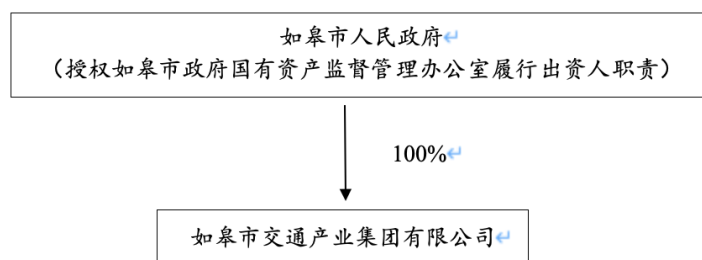 如皋市人民政府
（授权如皋市政府国有资产监督管理办公室履行出资人职责）
100%
如皋市交通产业集团有限公司